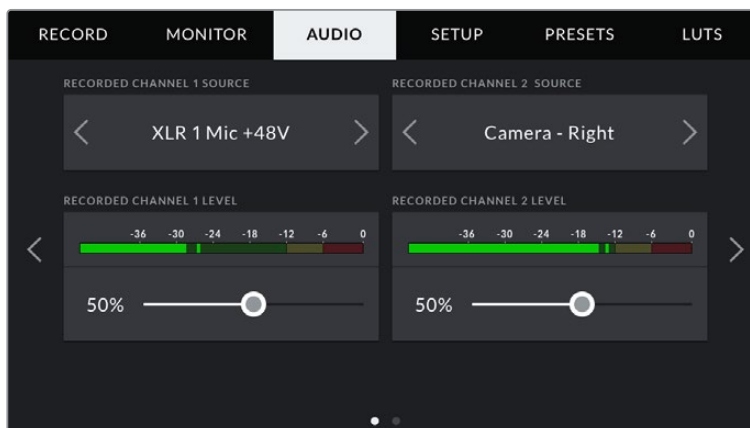 RECORD MONITOR AUDIO SETUP PRESETS LUTS
RECORDED CHANNEL 1 SOURCE RECORDED CHANNEL 2 SOURCE
XLR 1 Mic +48V Camera - Right
RECORDED CHANNEL 1 LEVEL RECORDED CHANNEL 2 LEVEL
-36 -30 -24 -18 -12 -6 0 -36 -30 -24 -18 -12 -6 0
50% 50%